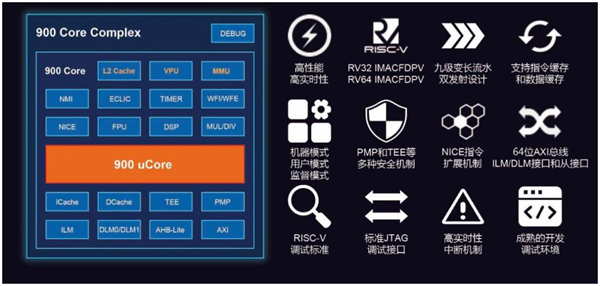 900 Core Complex
DEBUG
900 Core
L2 Cache
VPU
MMU
NMI
ECLIC
TIMER
WFI/WFE
NICE
FPU
DSP
MUL/DIV
900 uCore
ICache
DCache
TEE
PMP
ILM
DLM0/DLM1
AHB-Lite
AXI
高性能
高实时性
RISC-V
RV32 IMACFDPV
RV64 IMACFDPV
九级变长流水
双发射设计
支持指令缓存
和数据缓存
机器模式
用户模式
监督模式
PMP和TEE等
多种安全机制
NICE指令
扩展机制
64位AXI总线
ILM/DLM接口和从接口
RISC-V
调试标准
标准JTAG
调试接口
高实时性
中断机制
成熟的开发
调试环境